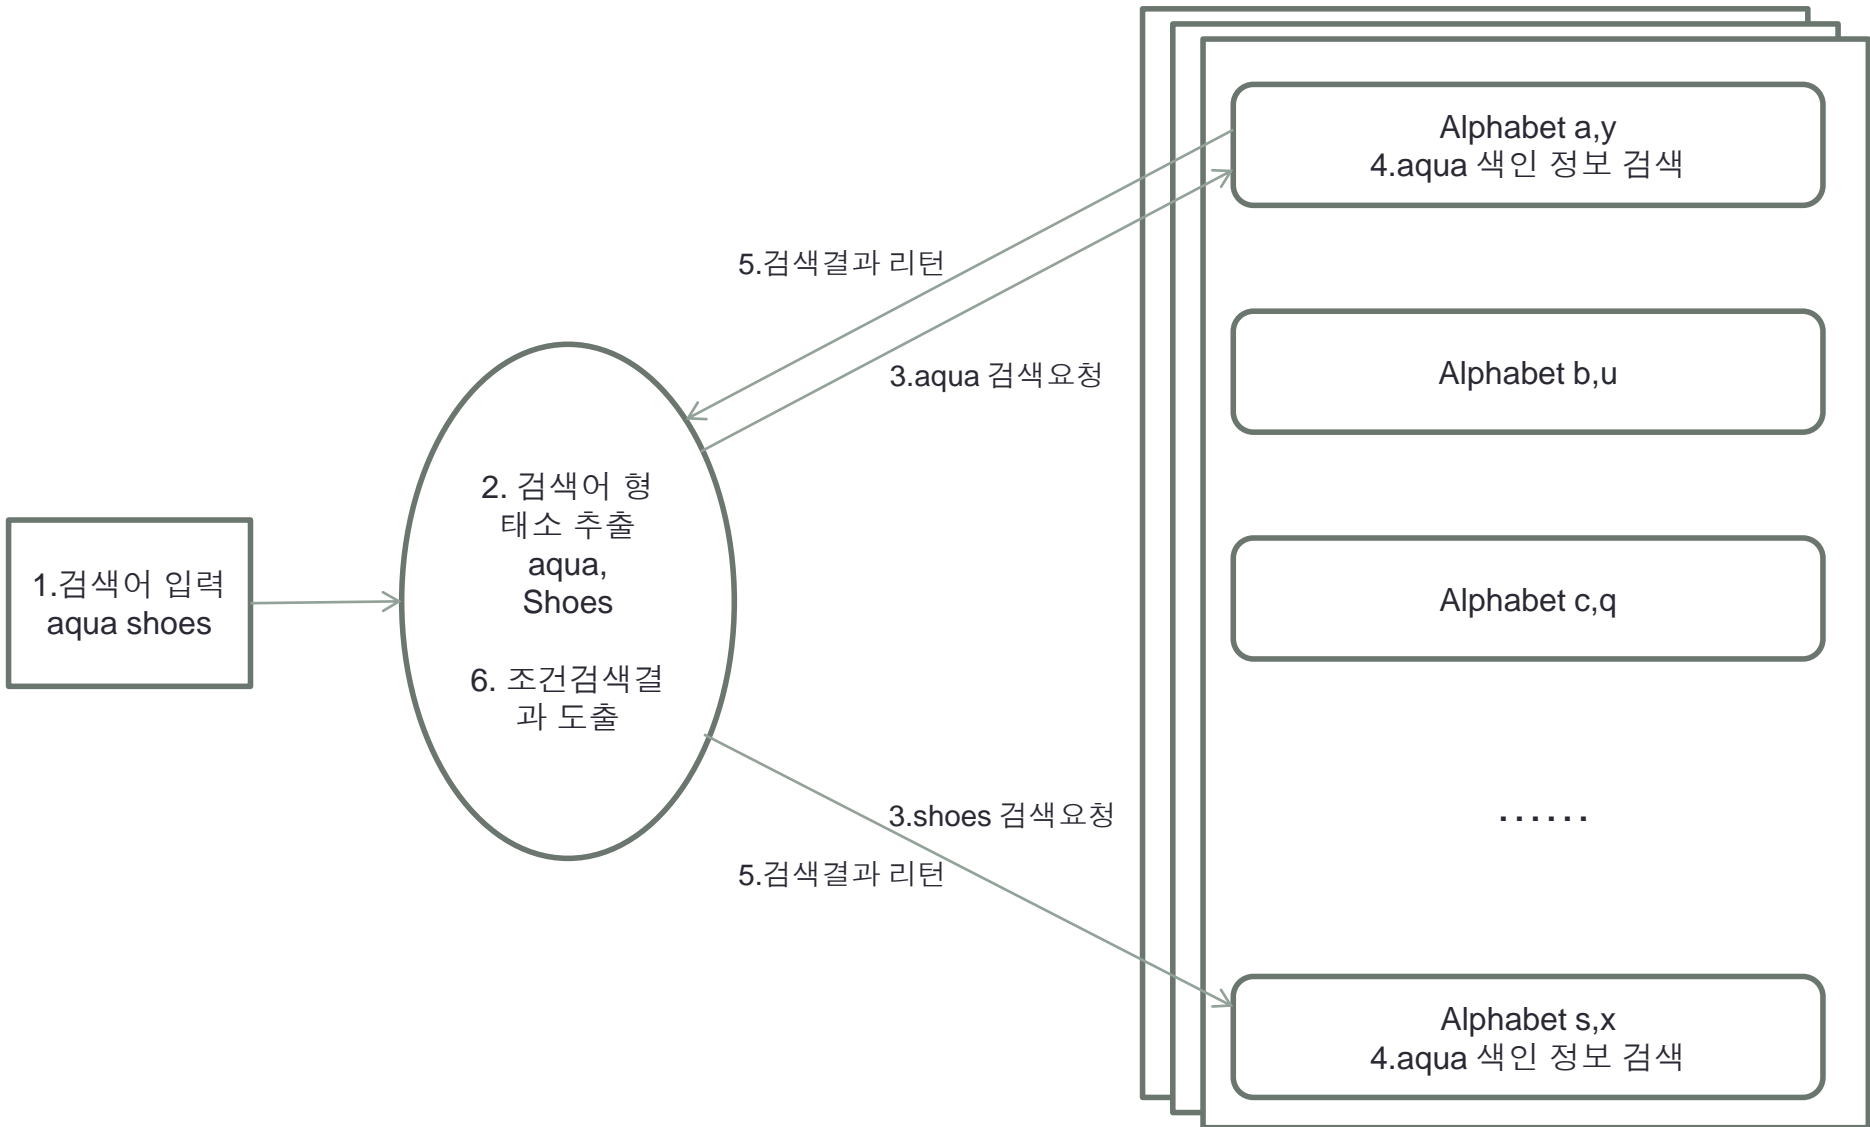 1.검색어 입력
aqua shoes
2. 검색어 형
태소 추출
aqua,
Shoes
6. 조건검색결
과 도출
5.검색결과 리턴
3.aqua 검색요청
3.shoes 검색요청
5.검색결과 리턴
Alphabet a,y
4.aqua 색인 정보 검색
Alphabet b,u
Alphabet c,q
......
Alphabet s,x
4.aqua 색인 정보 검색